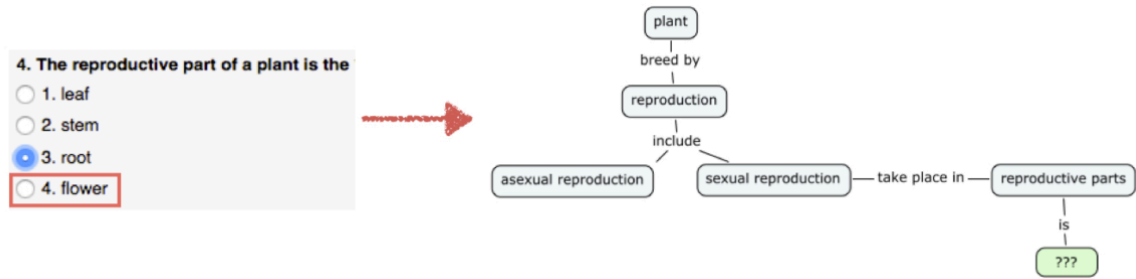 4. The reproductive part of a plant is the
1. leaf
2. stem
3. root
4. flower
plant
breed by
reproduction
include
asexual reproduction
sexual reproduction
take place in
reproductive parts
is
???